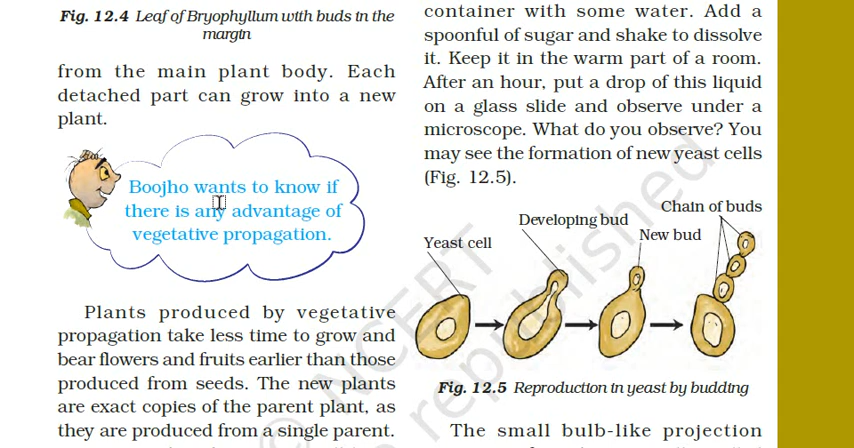 Fig. 12.4 Leaf of Bryophyllum with buds in the
margin
from the main plant body. Each
detached part can grow into a new
plant.
Boojho wants to know if
there is any advantage of
vegetative propagation.
Plants produced by vegetative
propagation take less time to grow and
bear flowers and fruits earlier than those
produced from seeds. The new plants
are exact copies of the parent plant, as
they are produced from a single parent.
container with some water. Add a
spoonful of sugar and shake to dissolve
it. Keep it in the warm part of a room.
After an hour, put a drop of this liquid
on a glass slide and observe under a
microscope. What do you observe? You
may see the formation of new yeast cells
(Fig. 12.5).
Yeast cell
Developing bud
New bud
Chain of buds
Fig. 12.5 Reproduction in yeast by budding
The small bulb-like projection
© NCERT
republished